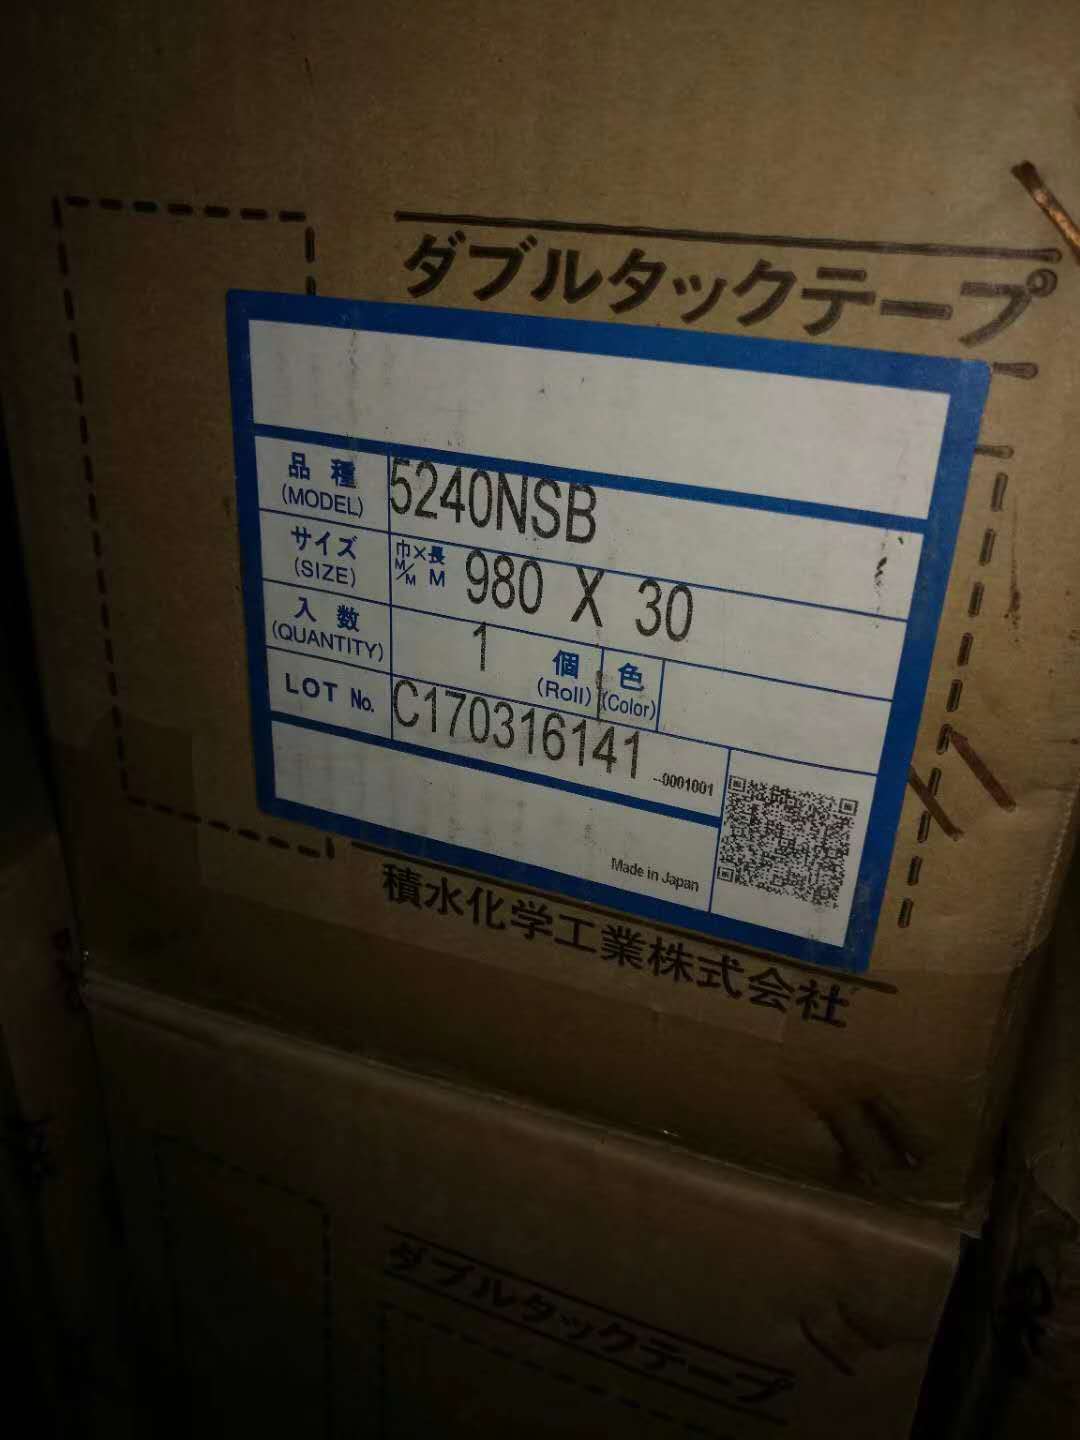 ダブルタックテープ®
品種 5240NSB
(MODEL)
サイズ 巾×長 980 X 30
(SIZE) M/M M
入数 1 個 色
(QUANTITY) (Roll) (Color)
LOT No. C170316141 --0001001
Made in Japan
積水化学工業株式会社
ダブルタックテープ